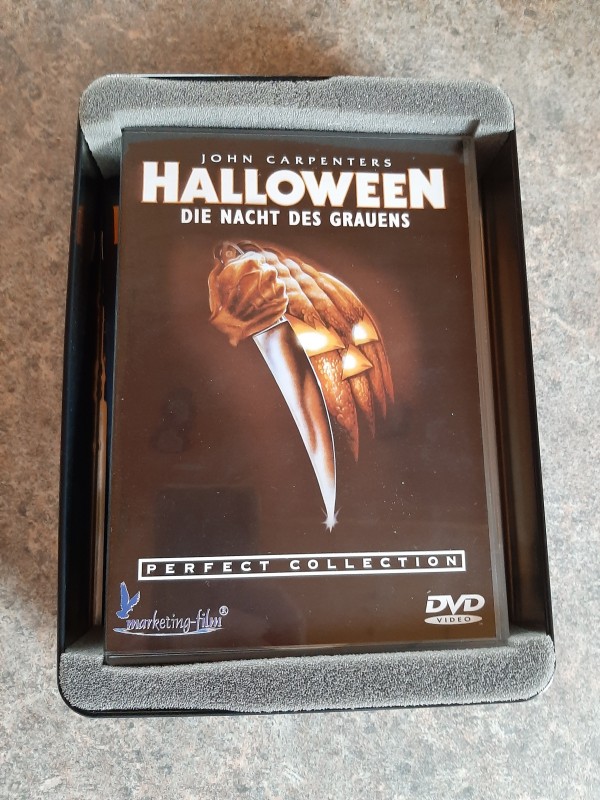 JOHN CARPENTERS
HALLOWEEN
DIE NACHT DES GRAUENS
PERFECT COLLECTION
marketing-film®
DVD
VIDEO